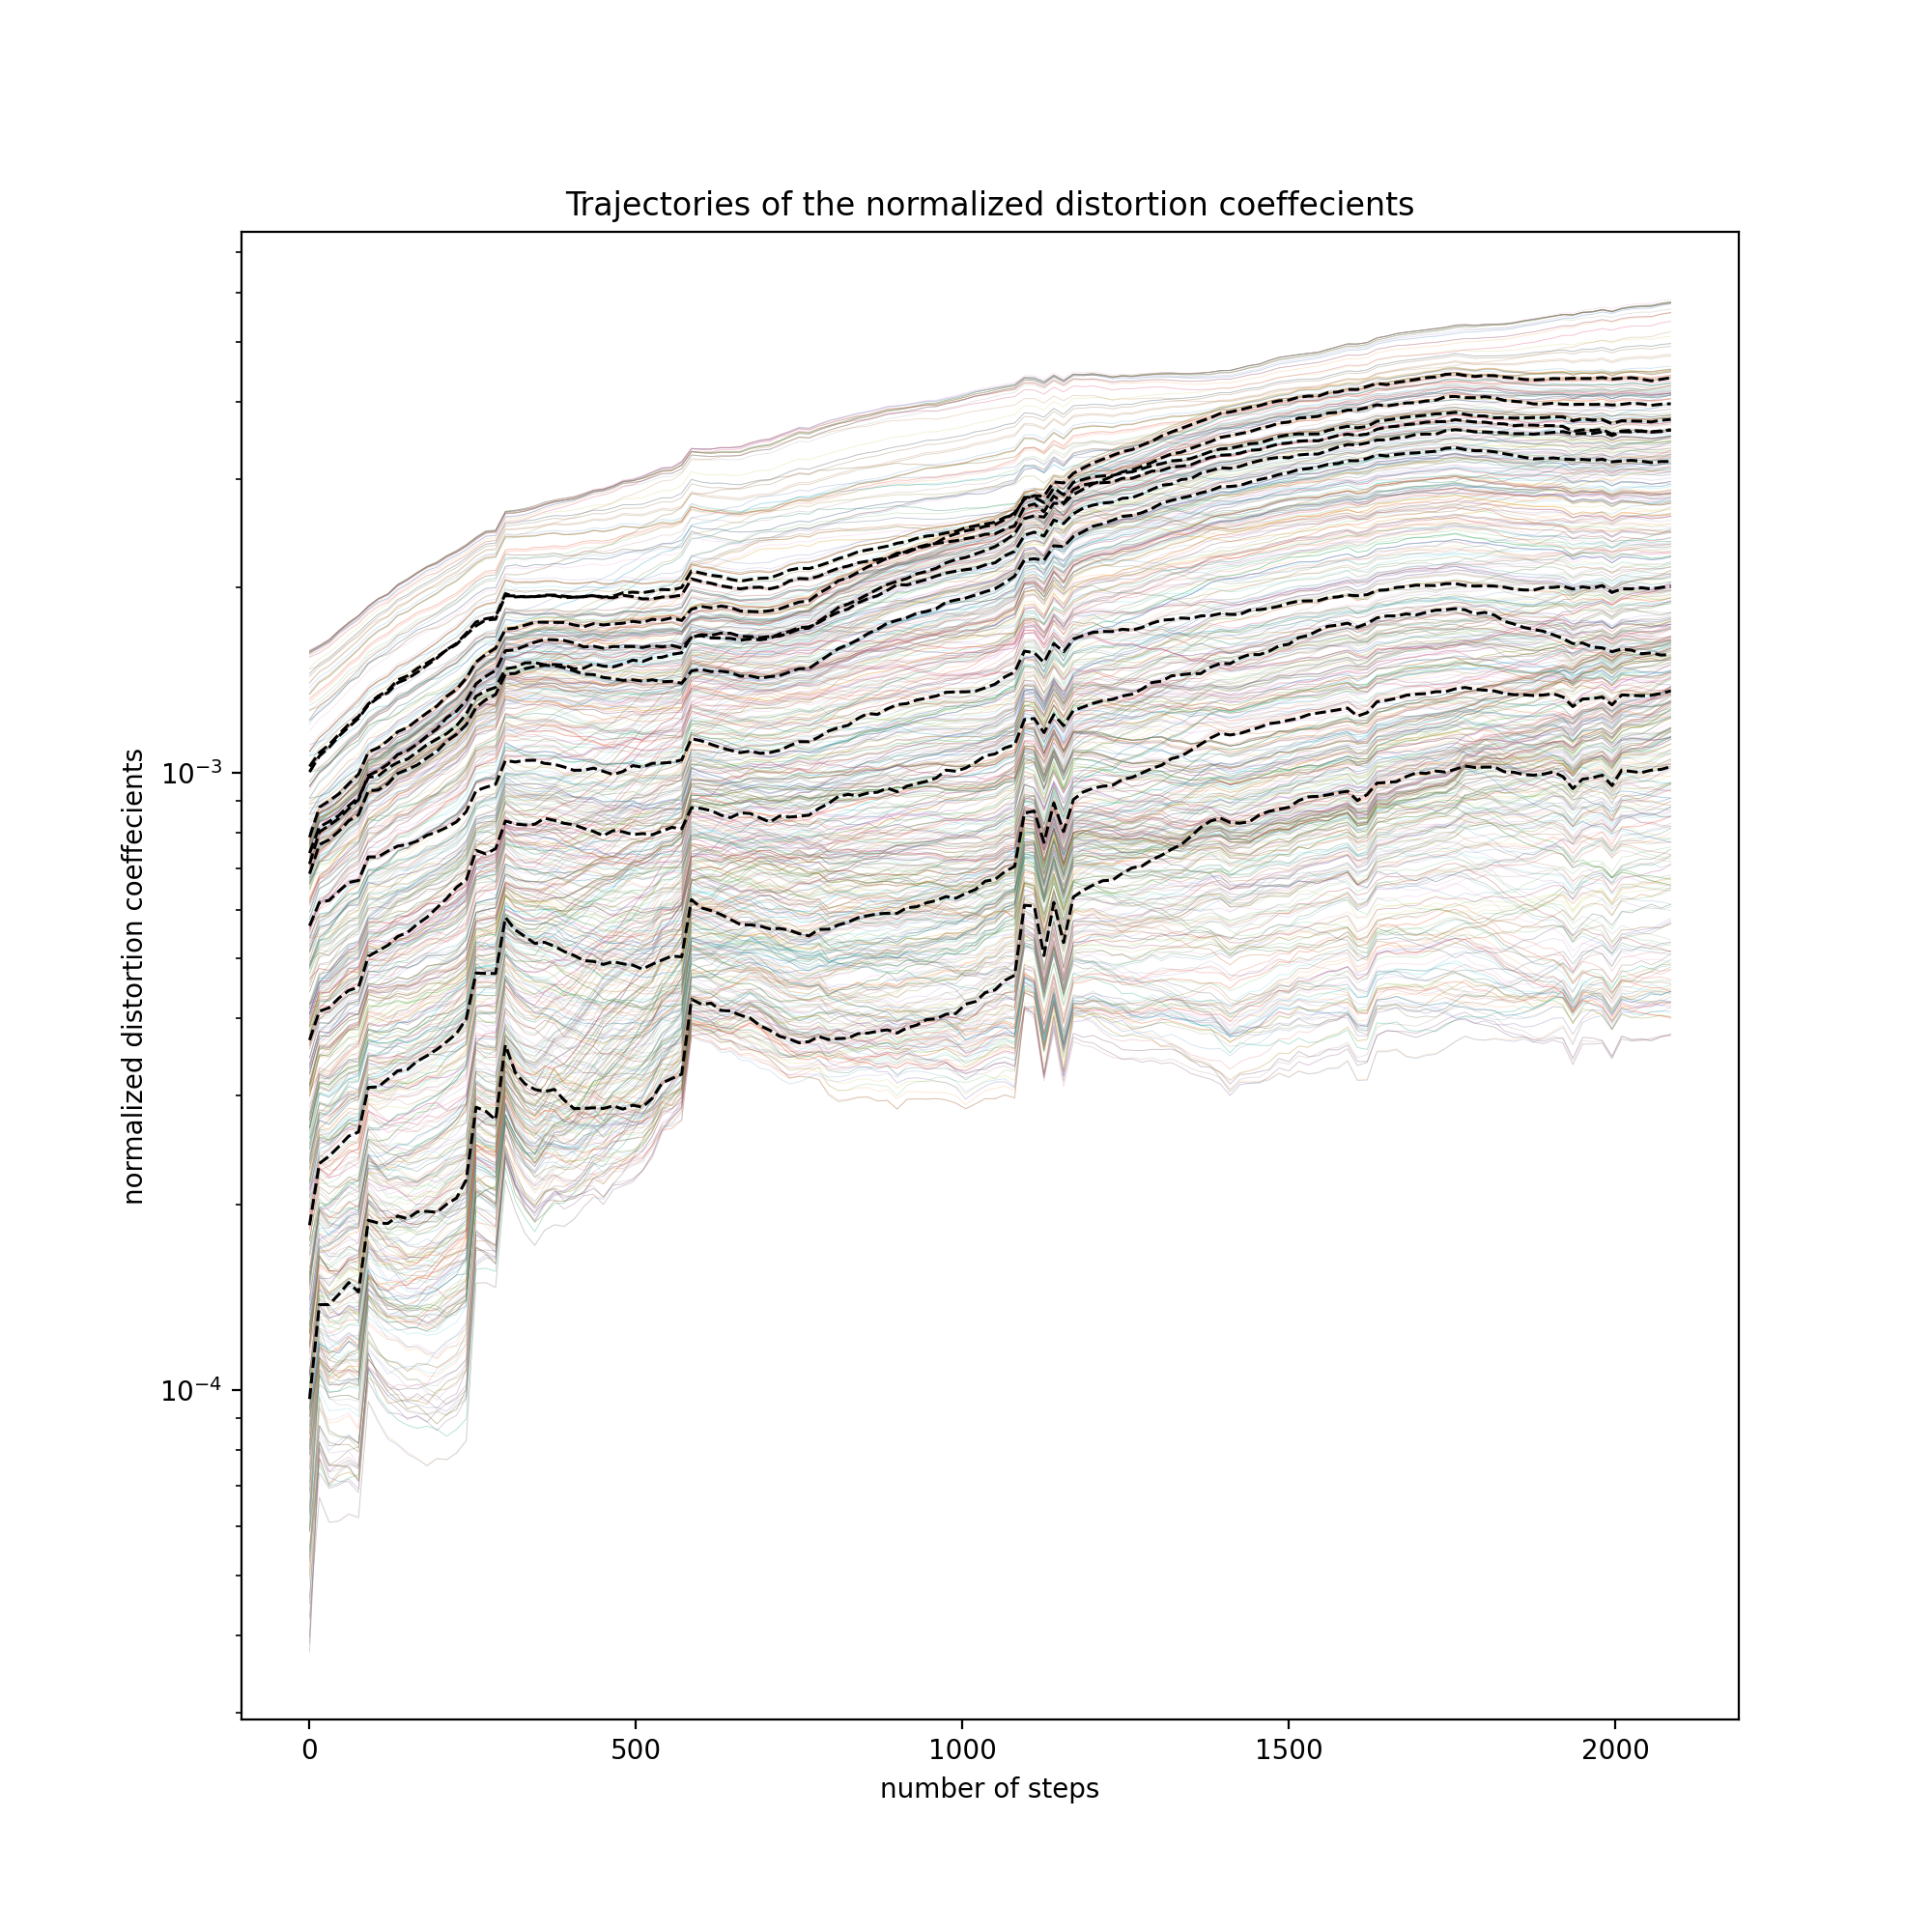 Trajectories of the normalized distortion coeffecients
normalized distortion coeffecients
10⁻³
10⁻⁴
0 500 1000 1500 2000
number of steps